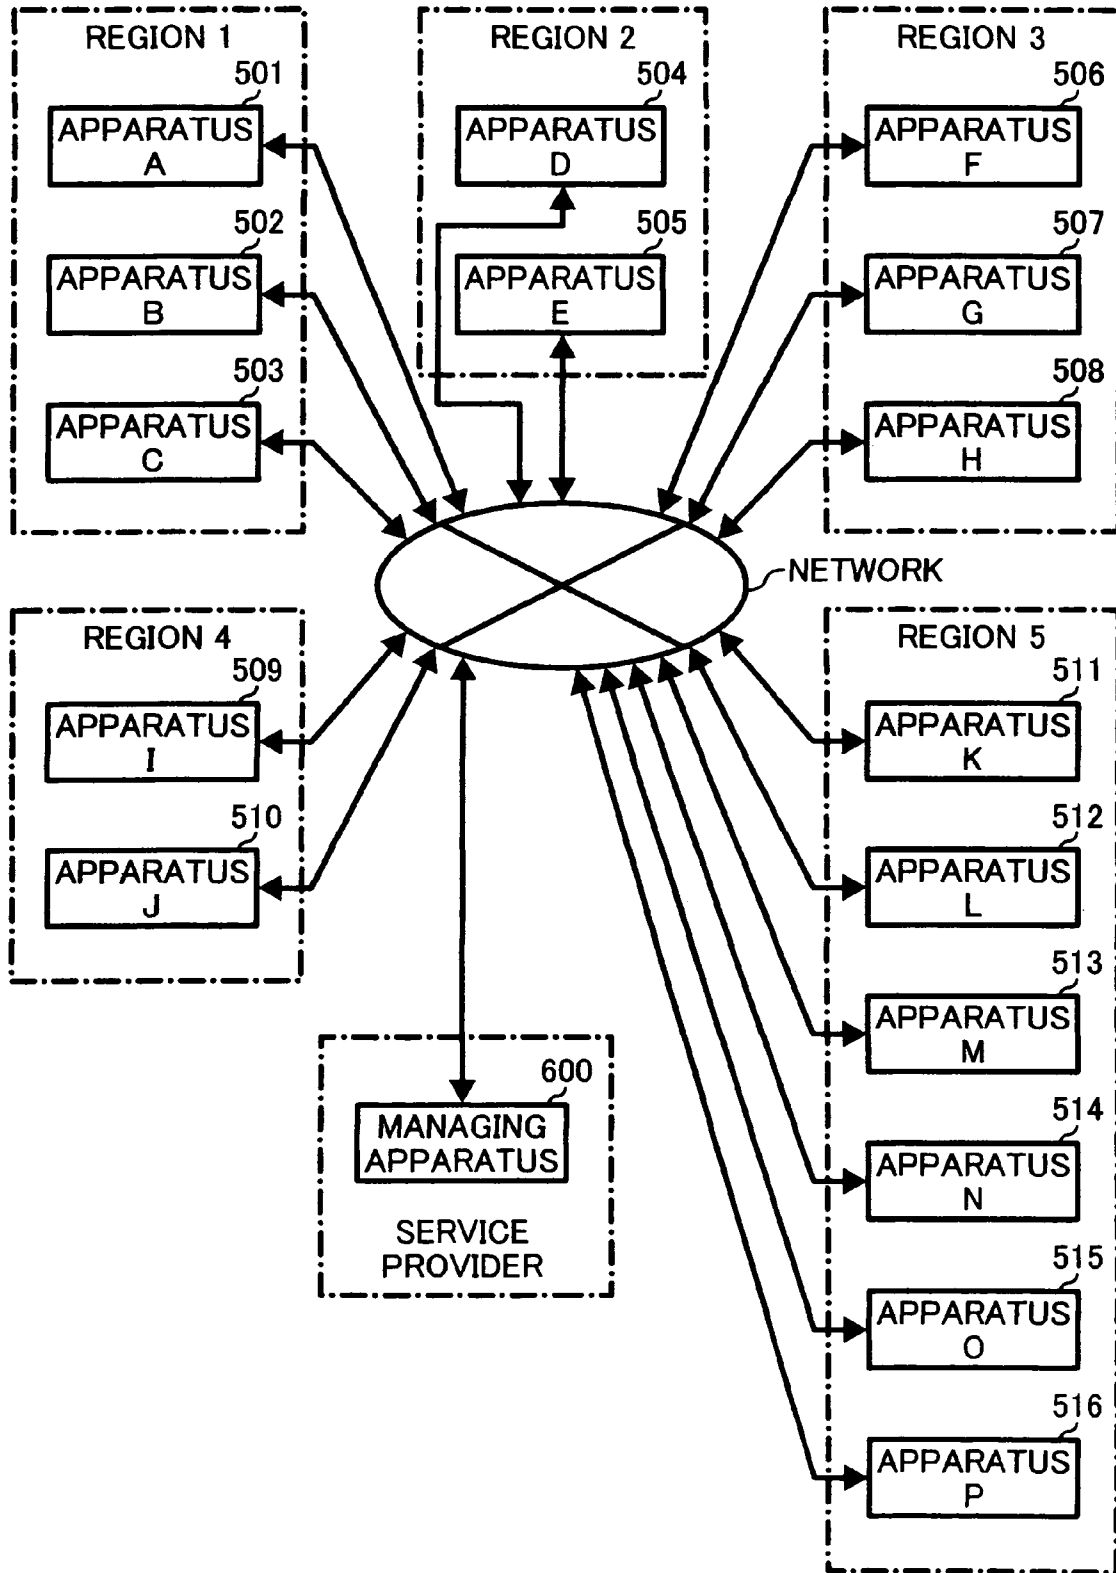 REGION 1
501
APPARATUS
A
502
APPARATUS
B
503
APPARATUS
C
REGION 2
504
APPARATUS
D
505
APPARATUS
E
REGION 3
506
APPARATUS
F
507
APPARATUS
G
508
APPARATUS
H
NETWORK
REGION 4
509
APPARATUS
I
510
APPARATUS
J
REGION 5
511
APPARATUS
K
512
APPARATUS
L
513
APPARATUS
M
514
APPARATUS
N
515
APPARATUS
O
516
APPARATUS
P
600
MANAGING
APPARATUS
SERVICE
PROVIDER